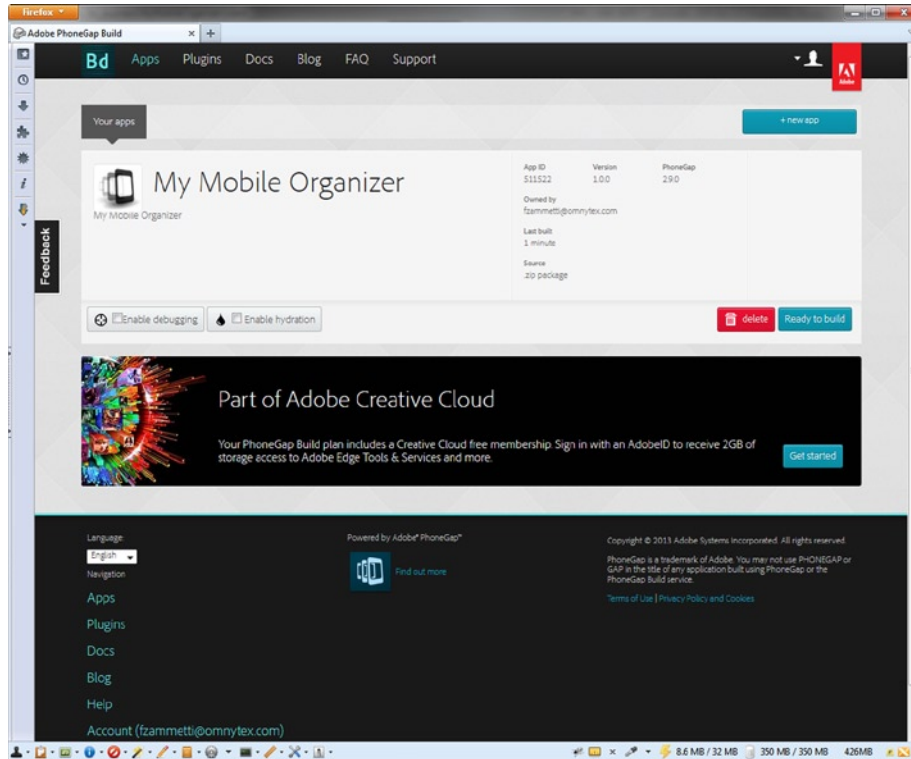 Firefox
Adobe PhoneGap Build × +
Bd Apps Plugins Docs Blog FAQ Support
Adobe
Your apps
+ new app
My Mobile Organizer
My Mobile Organizer
App ID Version PhoneGap
511522 1.0.0 2.9.0
Owned by
fzammetti@omnytex.com
Last built
1 minute
Source
.zip package
Feedback
Enable debugging Enable hydration delete Ready to build
Part of Adobe Creative Cloud
Your PhoneGap Build plan includes a Creative Cloud free membership. Sign in with an AdobeID to receive 2GB of
storage access to Adobe Edge Tools & Services and more.
Get started
Language:
English
Navigation
Apps
Plugins
Docs
Blog
Help
Account (fzammetti@omnytex.com)
Powered by Adobe® PhoneGap™
Find out more
Copyright © 2013 Adobe Systems Incorporated. All rights reserved.
PhoneGap is a trademark of Adobe. You may not use PHONEGAP or
GAP in the title of any application built using PhoneGap or the
PhoneGap Build service.
Terms of Use | Privacy Policy and Cookies
8.6 MB / 32 MB 350 MB / 350 MB 426MB